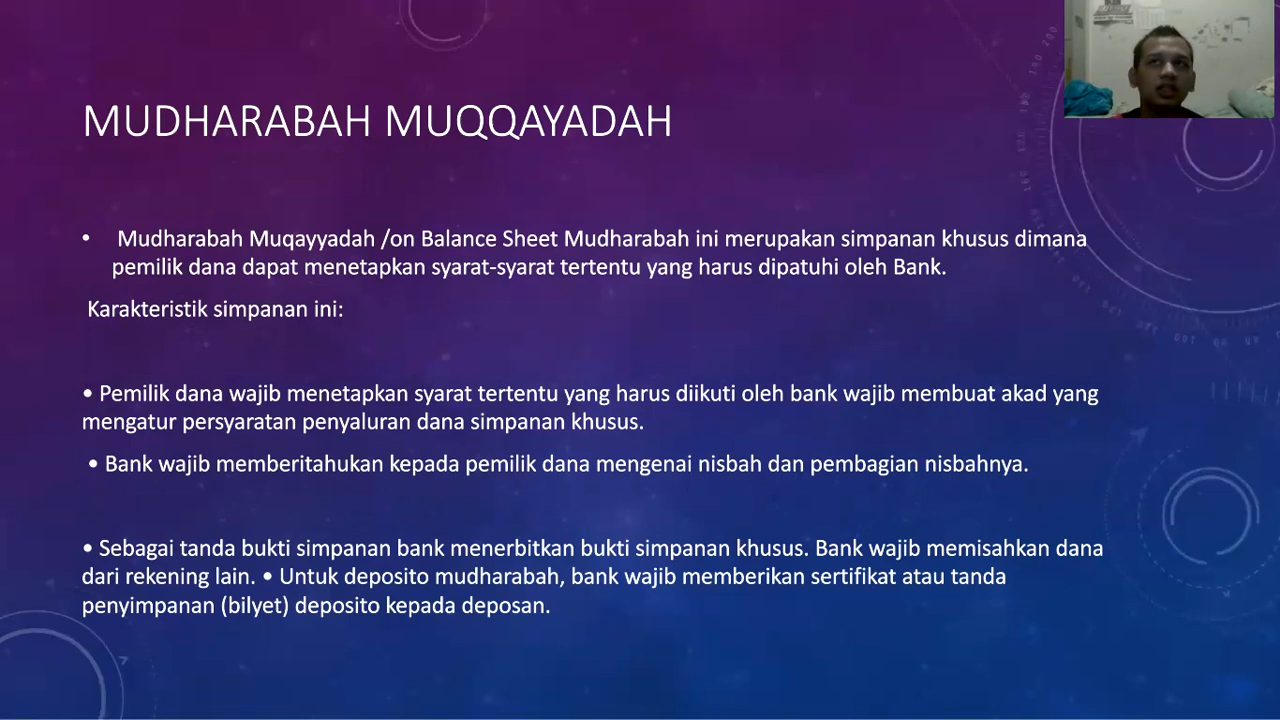 MUDHARABAH MUQQAYADAH
• Mudharabah Muqayyadah /on Balance Sheet Mudharabah ini merupakan simpanan khusus dimana
pemilik dana dapat menetapkan syarat-syarat tertentu yang harus dipatuhi oleh Bank.
Karakteristik simpanan ini:
• Pemilik dana wajib menetapkan syarat tertentu yang harus diikuti oleh bank wajib membuat akad yang
mengatur persyaratan penyaluran dana simpanan khusus.
• Bank wajib memberitahukan kepada pemilik dana mengenai nisbah dan pembagian nisbahnya.
• Sebagai tanda bukti simpanan bank menerbitkan bukti simpanan khusus. Bank wajib memisahkan dana
dari rekening lain. • Untuk deposito mudharabah, bank wajib memberikan sertifikat atau tanda
penyimpanan (bilyet) deposito kepada deposan.